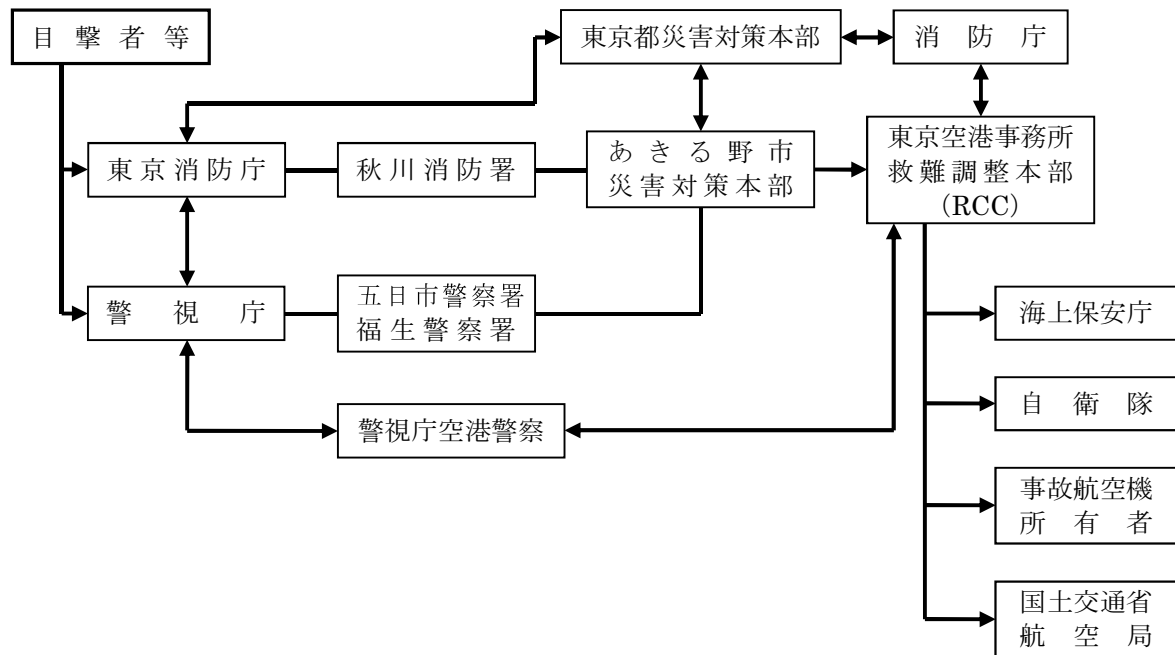 目撃者等
東京都災害対策本部
消防庁
東京消防庁
秋川消防署
あきる野市
災害対策本部
東京空港事務所
救難調整本部
(RCC)
警視庁
五日市警察署
福生警察署
海上保安庁
自衛隊
警視庁空港警察
事故航空機
所有者
国土交通省
航空局